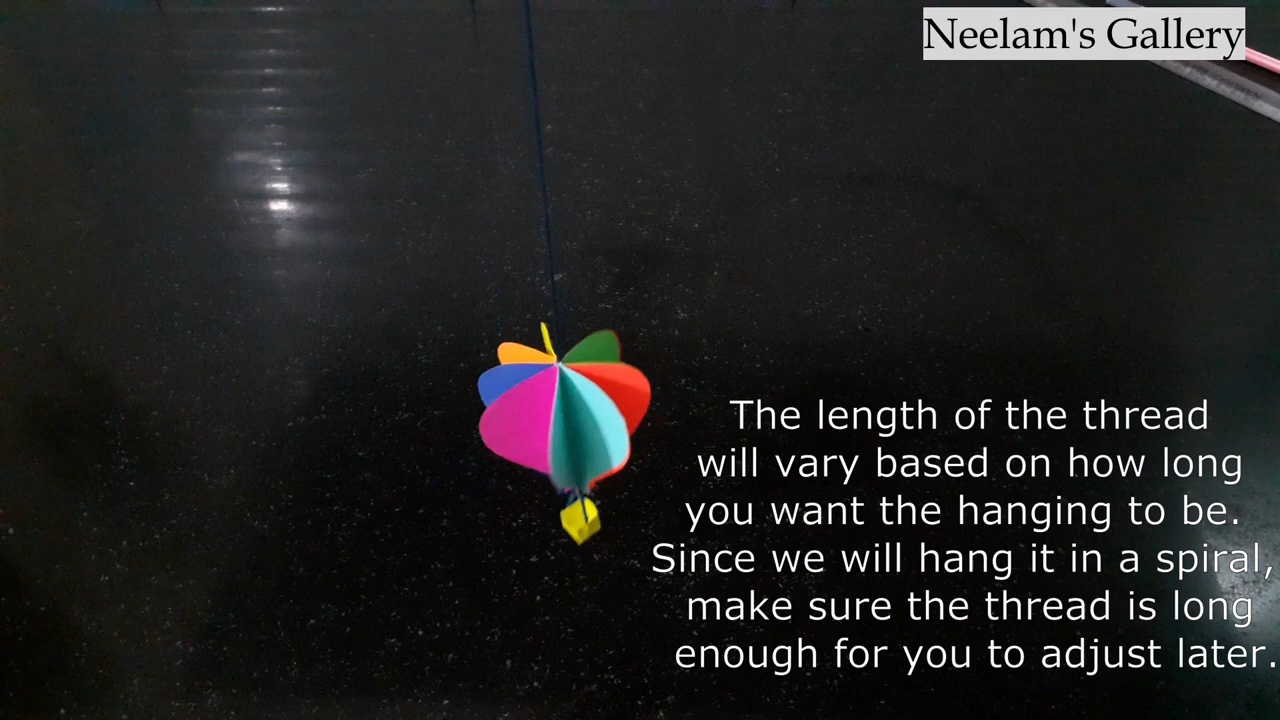 Neelam's Gallery
The length of the thread
will vary based on how long
you want the hanging to be.
Since we will hang it in a spiral,
make sure the thread is long
enough for you to adjust later.